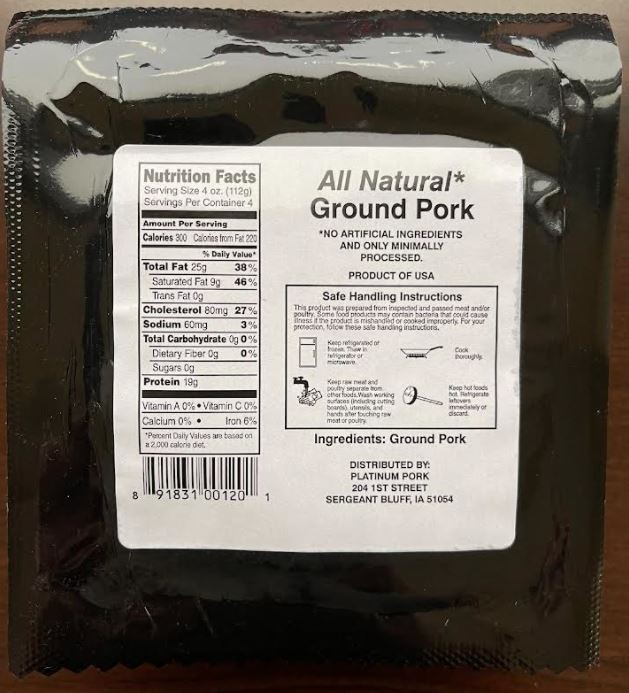 Nutrition Facts
Serving Size 4 oz. (112g)
Servings Per Container 4
Amount Per Serving
Calories 300 Calories from Fat 220
% Daily Value*
Total Fat 25g 38%
Saturated Fat 9g 46%
Trans Fat 0g
Cholesterol 80mg 27%
Sodium 60mg 3%
Total Carbohydrate 0g 0%
Dietary Fiber 0g 0%
Sugars 0g
Protein 19g
Vitamin A 0% • Vitamin C 0%
Calcium 0% • Iron 6%
*Percent Daily Values are based on
a 2,000 calorie diet.
8 91831 00120 1
All Natural*
Ground Pork
*NO ARTIFICIAL INGREDIENTS
AND ONLY MINIMALLY
PROCESSED.
PRODUCT OF USA
Safe Handling Instructions
This product was prepared from inspected and passed meat and/or
poultry. Some food products may contain bacteria that could cause
illness if the product is mishandled or cooked improperly. For your
protection, follow these safe handling instructions.
Keep refrigerated or
frozen. Thaw in
refrigerator or
microwave.
Cook
thoroughly.
Keep raw meat and
poultry separate from
other foods. Wash working
surfaces (including cutting
boards), utensils, and
hands after touching raw
meat or poultry.
Keep hot foods
hot. Refrigerate
leftovers
immediately or
discard.
Ingredients: Ground Pork
DISTRIBUTED BY:
PLATINUM PORK
204 1ST STREET
SERGEANT BLUFF, IA 51054